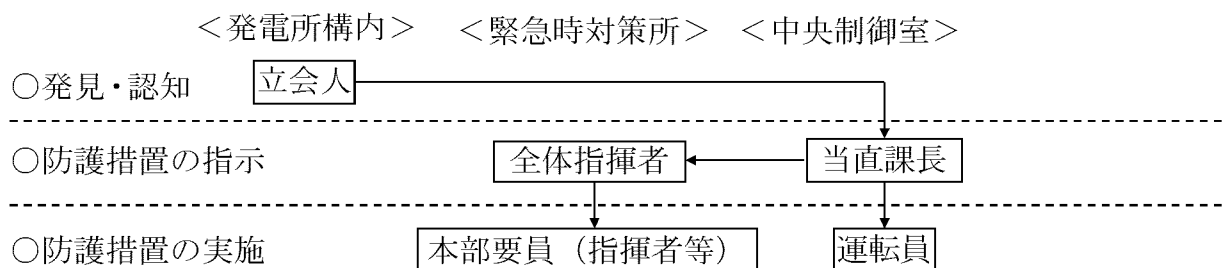 ＜発電所構内＞ ＜緊急時対策所＞ ＜中央制御室＞
○発見・認知 立会人
○防護措置の指示 全体指揮者 当直課長
○防護措置の実施 本部要員（指揮者等） 運転員